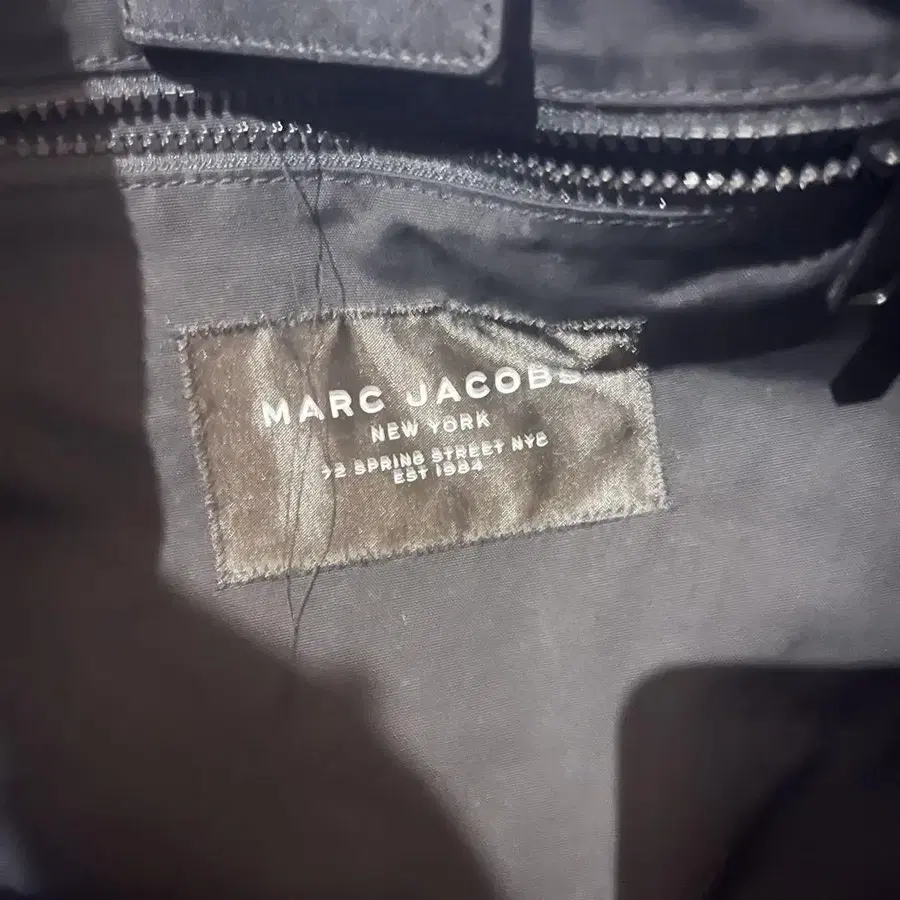 MARC JACOBS
NEW YORK
72 SPRING STREET NYC
EST 1984